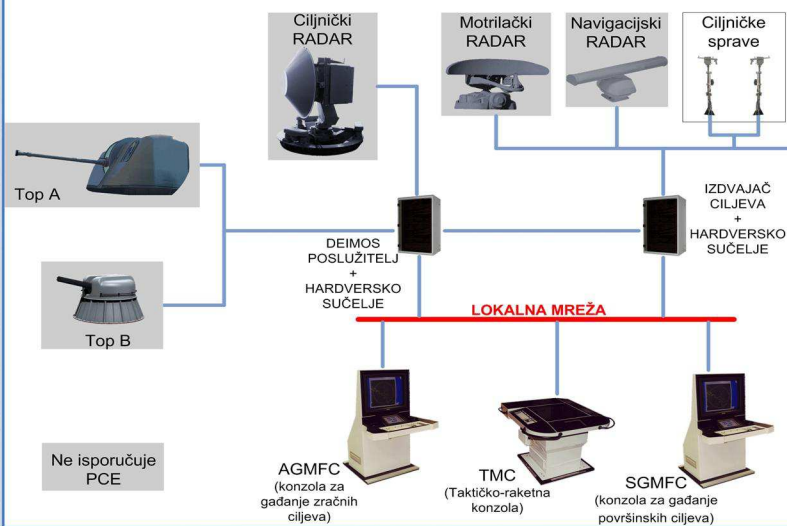 Ciljnički
RADAR
Motrilački
RADAR
Navigacijski
RADAR
Ciljničke
sprave
Top A
Top B
DEIMOS
POSLUŽITELJ
+
HARDVERSKO
SUČELJE
IZDVAJAČ
CILJEVA
+
HARDVERSKO
SUČELJE
LOKALNA MREŽA
Ne isporučuje
PCE
AGMFC
(konzola za
gađanje zračnih
ciljeva)
TMC
(Taktičko-raketna
konzola)
SGMFC
(konzola za gađanje
površinskih ciljeva)